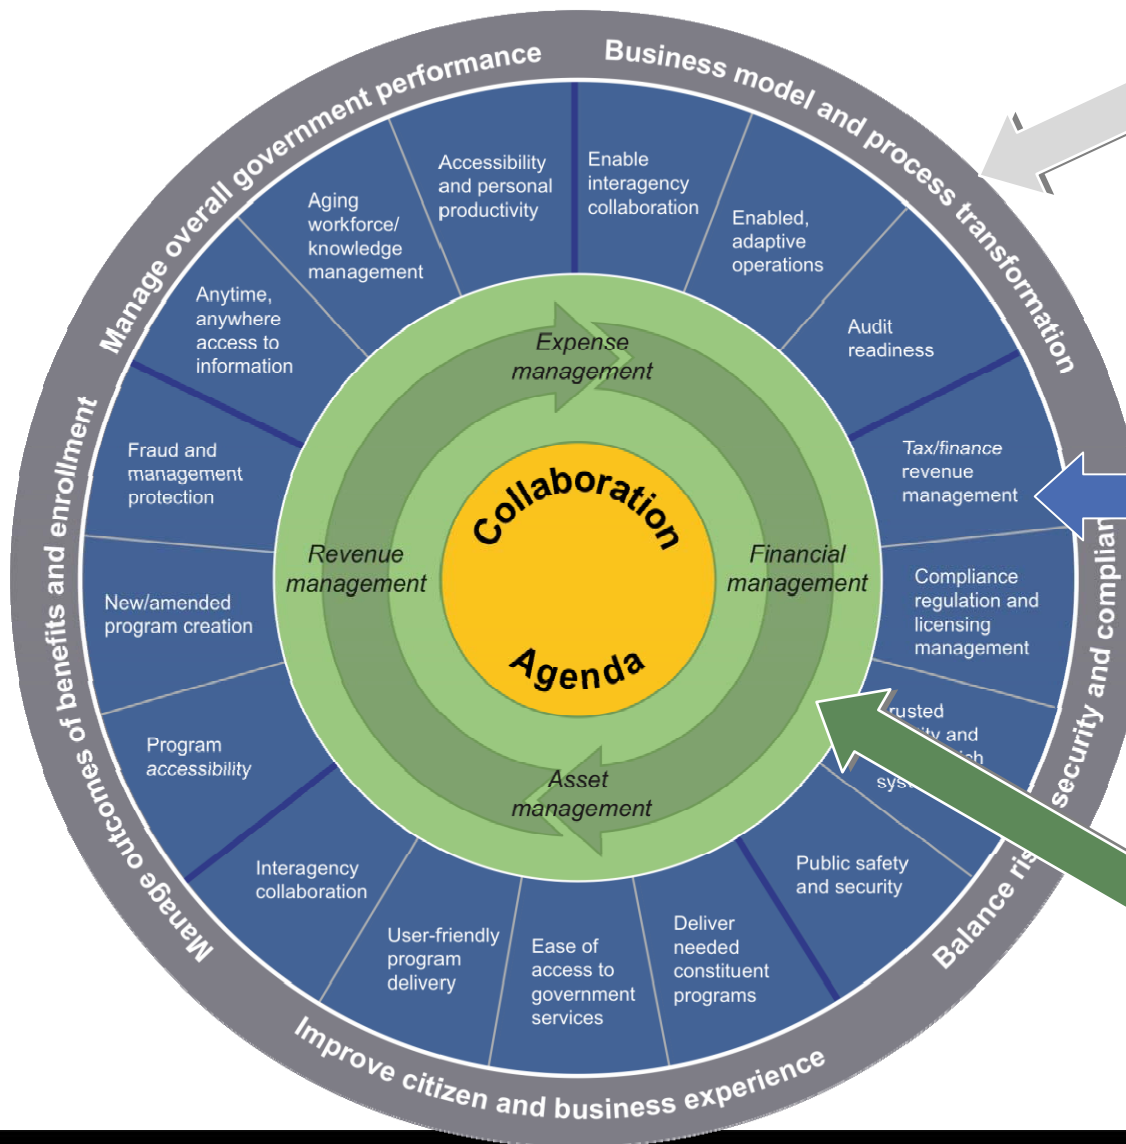 Manage overall government performance
Business model and process transformation
Balance ris
security and complian
Improve citizen and business experience
Manage outcomes of benefits and enrollment
Accessibility
and personal
productivity
Enable
interagency
collaboration
Enabled,
adaptive
operations
Audit
readiness
Tax/finance
revenue
management
Compliance
regulation and
licensing
management
rusted
and
syst
Public safety
and security
Deliver
needed
constituent
programs
Ease of
access to
government
services
User-friendly
program
delivery
Interagency
collaboration
Program
accessibility
New/amended
program creation
Fraud and
management
protection
Anytime,
anywhere
access to
information
Aging
workforce/
knowledge
management
Expense
management
Financial
management
Asset
management
Revenue
management
Collaboration
Agenda